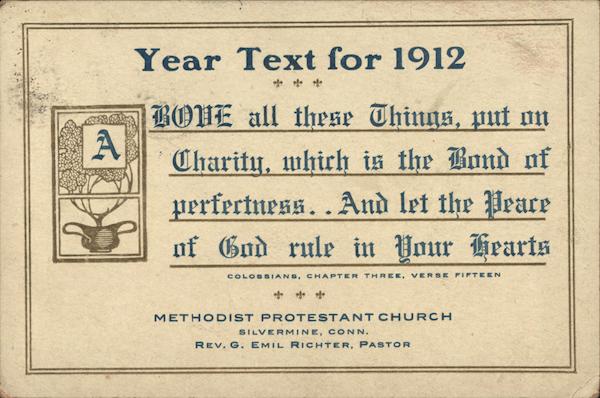 Year Text for 1912
ABOVE all these Things, put on
Charity, which is the Bond of
perfectness. . And let the Peace
of God rule in Your Hearts
COLOSSIANS, CHAPTER THREE, VERSE FIFTEEN
METHODIST PROTESTANT CHURCH
SILVERMINE, CONN.
REV. G. EMIL RICHTER, PASTOR